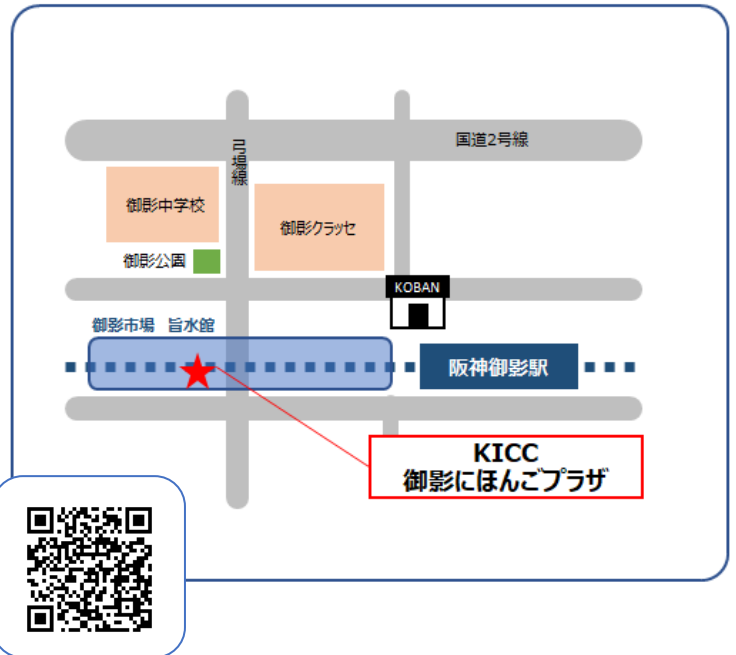 国道2号線
弓場線
御影中学校
御影クラッセ
御影公園
KOBAN
御影市場 旨水館
阪神御影駅
KICC
御影にほんごプラザ